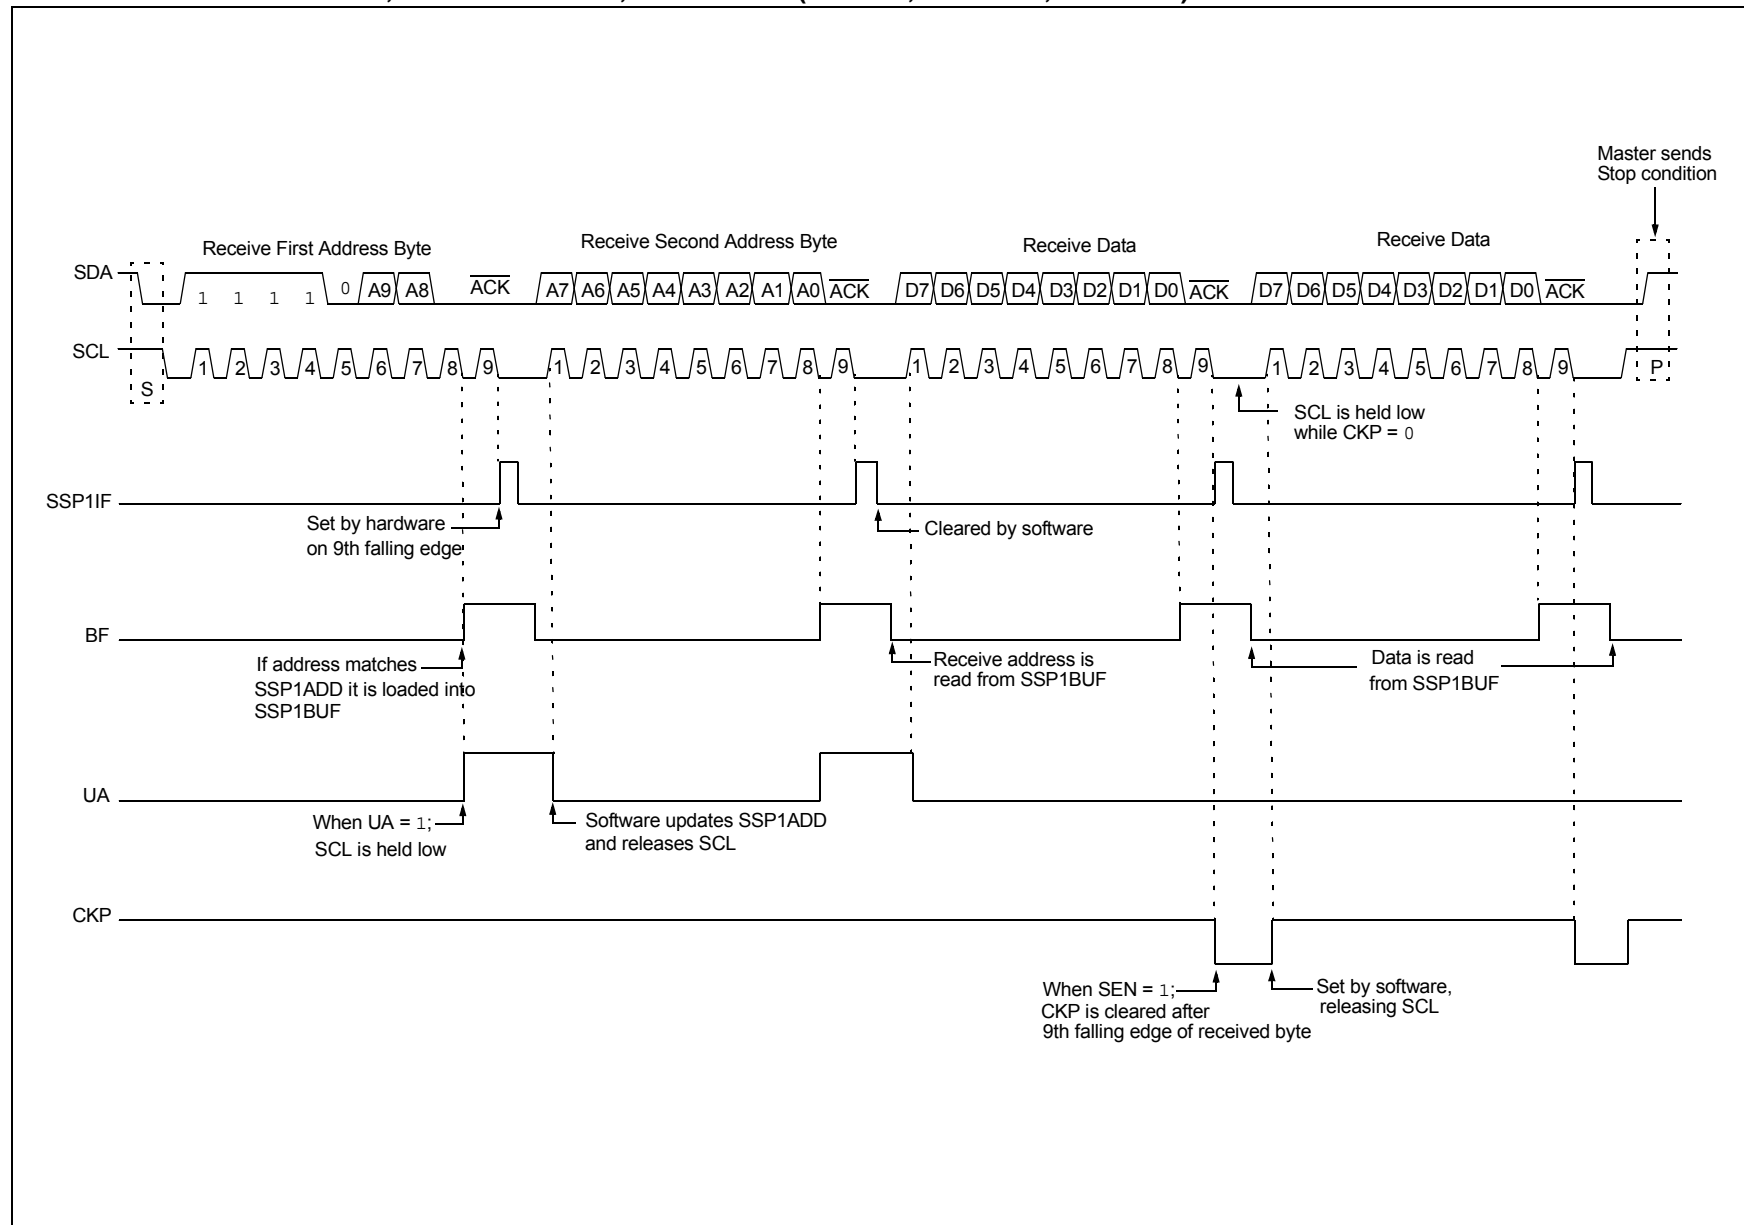 Master sends
Stop condition
Receive First Address Byte
Receive Second Address Byte
Receive Data
Receive Data
SDA
1 1 1 1 0 A9 A8 ACK A7 A6 A5 A4 A3 A2 A1 A0 ACK D7 D6 D5 D4 D3 D2 D1 D0 ACK D7 D6 D5 D4 D3 D2 D1 D0 ACK
SCL
1 2 3 4 5 6 7 8 9 1 2 3 4 5 6 7 8 9 1 2 3 4 5 6 7 8 9 1 2 3 4 5 6 7 8 9
S
P
SCL is held low
while CKP = 0
SSP1IF
Set by hardware
on 9th falling edge
Cleared by software
BF
If address matches
SSP1ADD it is loaded into
SSP1BUF
Receive address is
read from SSP1BUF
Data is read
from SSP1BUF
UA
When UA = 1;
SCL is held low
Software updates SSP1ADD
and releases SCL
CKP
When SEN = 1;
CKP is cleared after
9th falling edge of received byte
Set by software,
releasing SCL